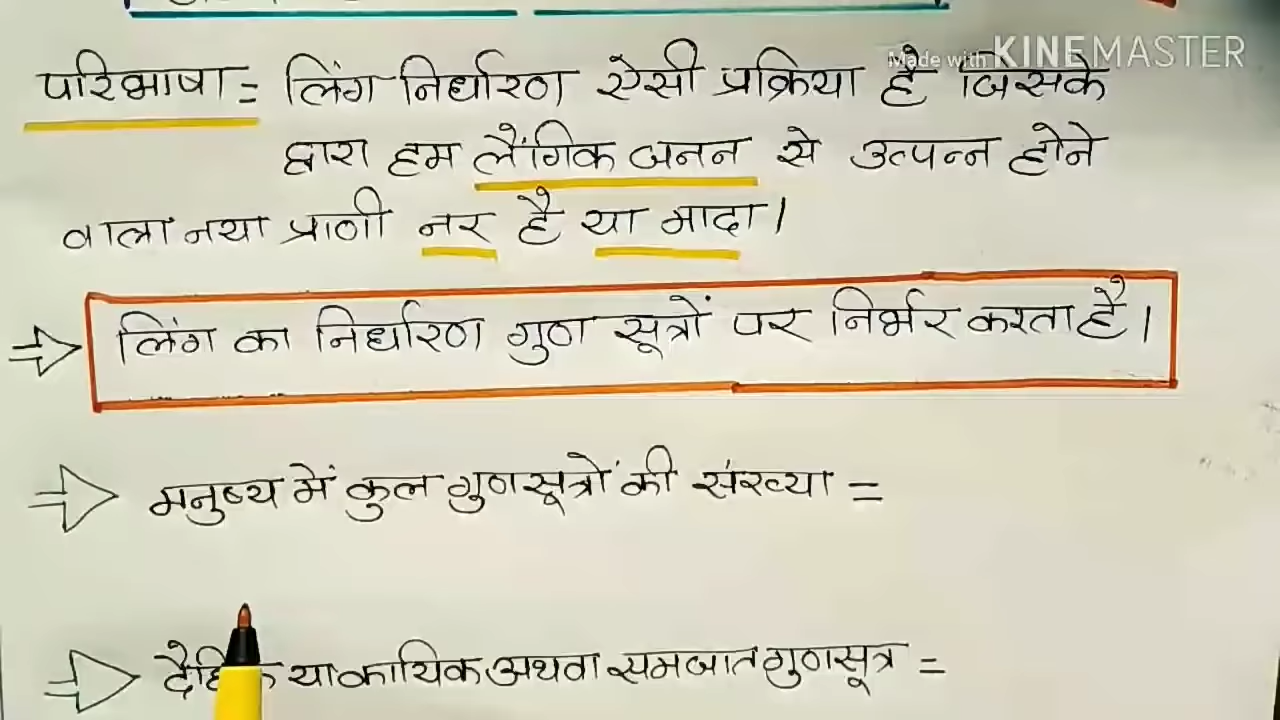 Made with KINEMASTER
परिभाषा = लिंग निर्धारण ऐसी प्रक्रिया है जिसके
द्वारा हम लैंगिक जनन से उत्पन्न होने
वाला नया प्राणी नर है या मादा।
लिंग का निर्धारण गुण सूत्रों पर निर्भर करता है।
मनुष्य में कुल गुणसूत्रों की संख्या =
या कायिक अथवा समजात गुणसूत्र =